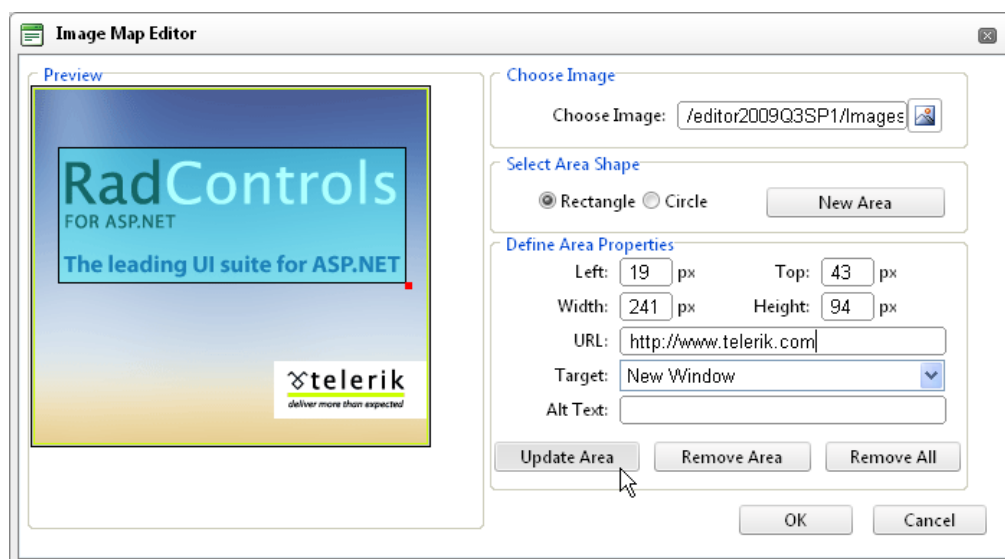 Image Map Editor
Preview
RadControls
FOR ASP.NET
The leading UI suite for ASP.NET
telerik
deliver more than expected
Choose Image
Choose Image: /editor2009Q3SP1/Images
Select Area Shape
Rectangle Circle New Area
Define Area Properties
Left: 19 px Top: 43 px
Width: 241 px Height: 94 px
URL: http://www.telerik.com
Target: New Window
Alt Text:
Update Area Remove Area Remove All
OK Cancel